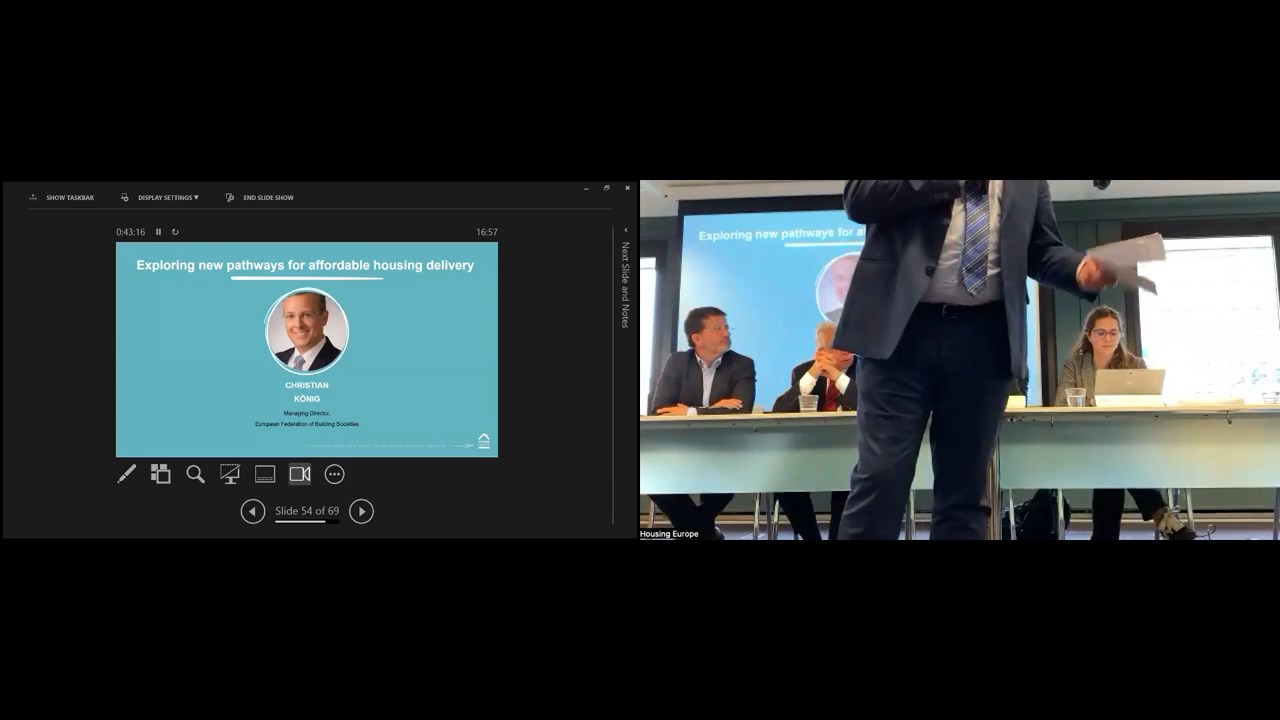 SHOW TASKBAR
DISPLAY SETTINGS ▼
END SLIDE SHOW
0:43:16
16:57
Exploring new pathways for affordable housing delivery
CHRISTIAN
KÖNIG
Managing Director,
European Federation of Building Societies
Slide 54 of 69
Next Slide and Notes
Exploring new pathways for af
Housing Europe